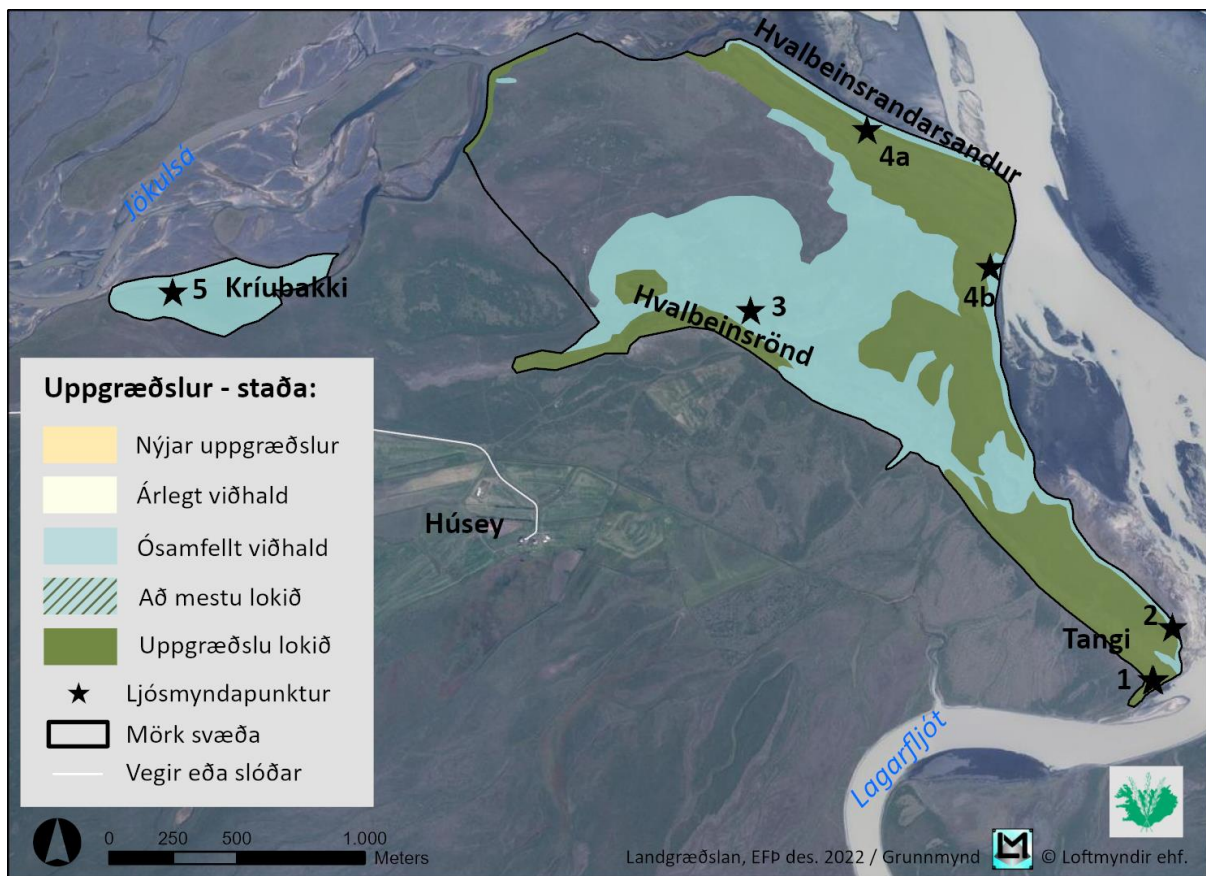 Hvalbeinsrandarsandur
4a
Jökulsá
5 Kríubakki
4b
3
Hvalbeinsrönd
Uppgræðslur - staða:
Nýjar uppgræðslur
Árlegt viðhald
Ósamfellt viðhald
Að mestu lokið
Uppgræðslu lokið
Ljósmyndapunktur
Mörk svæða
Vegir eða slóðar
Húsey
2
Tangi
1
Lagarfljót
0 250 500 1.000
Meters
Landgræðslan, EFÞ des. 2022 / Grunnmynd LM © Loftmyndir ehf.